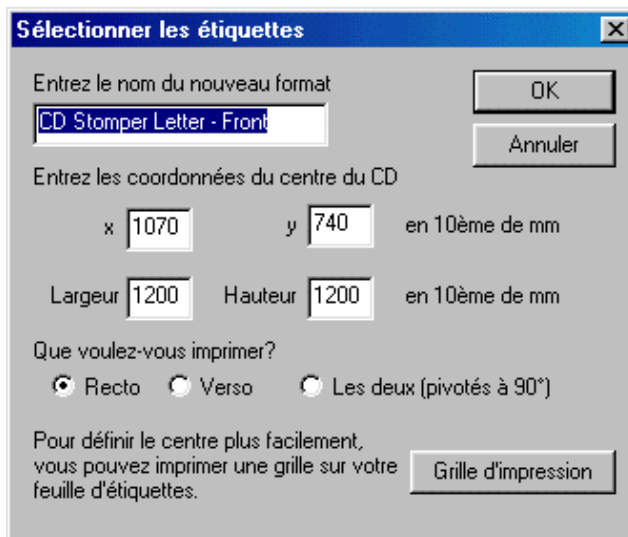 Sélectionner les étiquettes
Entrez le nom du nouveau format
OK
CD Stomper Letter - Front
Annuler
Entrez les coordonnées du centre du CD
x 1070 y 740 en 10ème de mm
Largeur 1200 Hauteur 1200 en 10ème de mm
Que voulez-vous imprimer?
Recto Verso Les deux (pivotés à 90°)
Pour définir le centre plus facilement,
vous pouvez imprimer une grille sur votre
feuille d'étiquettes.
Grille d'impression